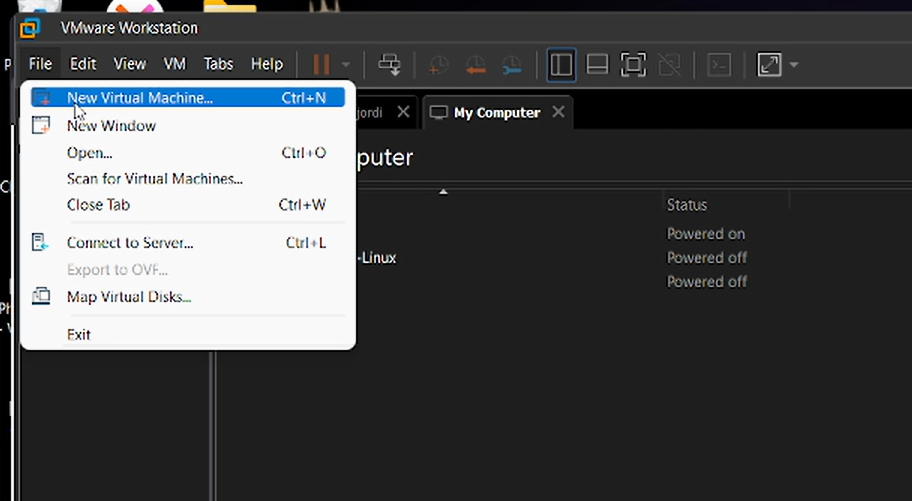 VMware Workstation
File Edit View VM Tabs Help
New Virtual Machine... Ctrl+N
New Window
Open... Ctrl+O
Scan for Virtual Machines...
Close Tab Ctrl+W
Connect to Server... Ctrl+L
Export to OVF...
Map Virtual Disks...
Exit
jordi
My Computer
puter
Status
Powered on
-Linux Powered off
Powered off